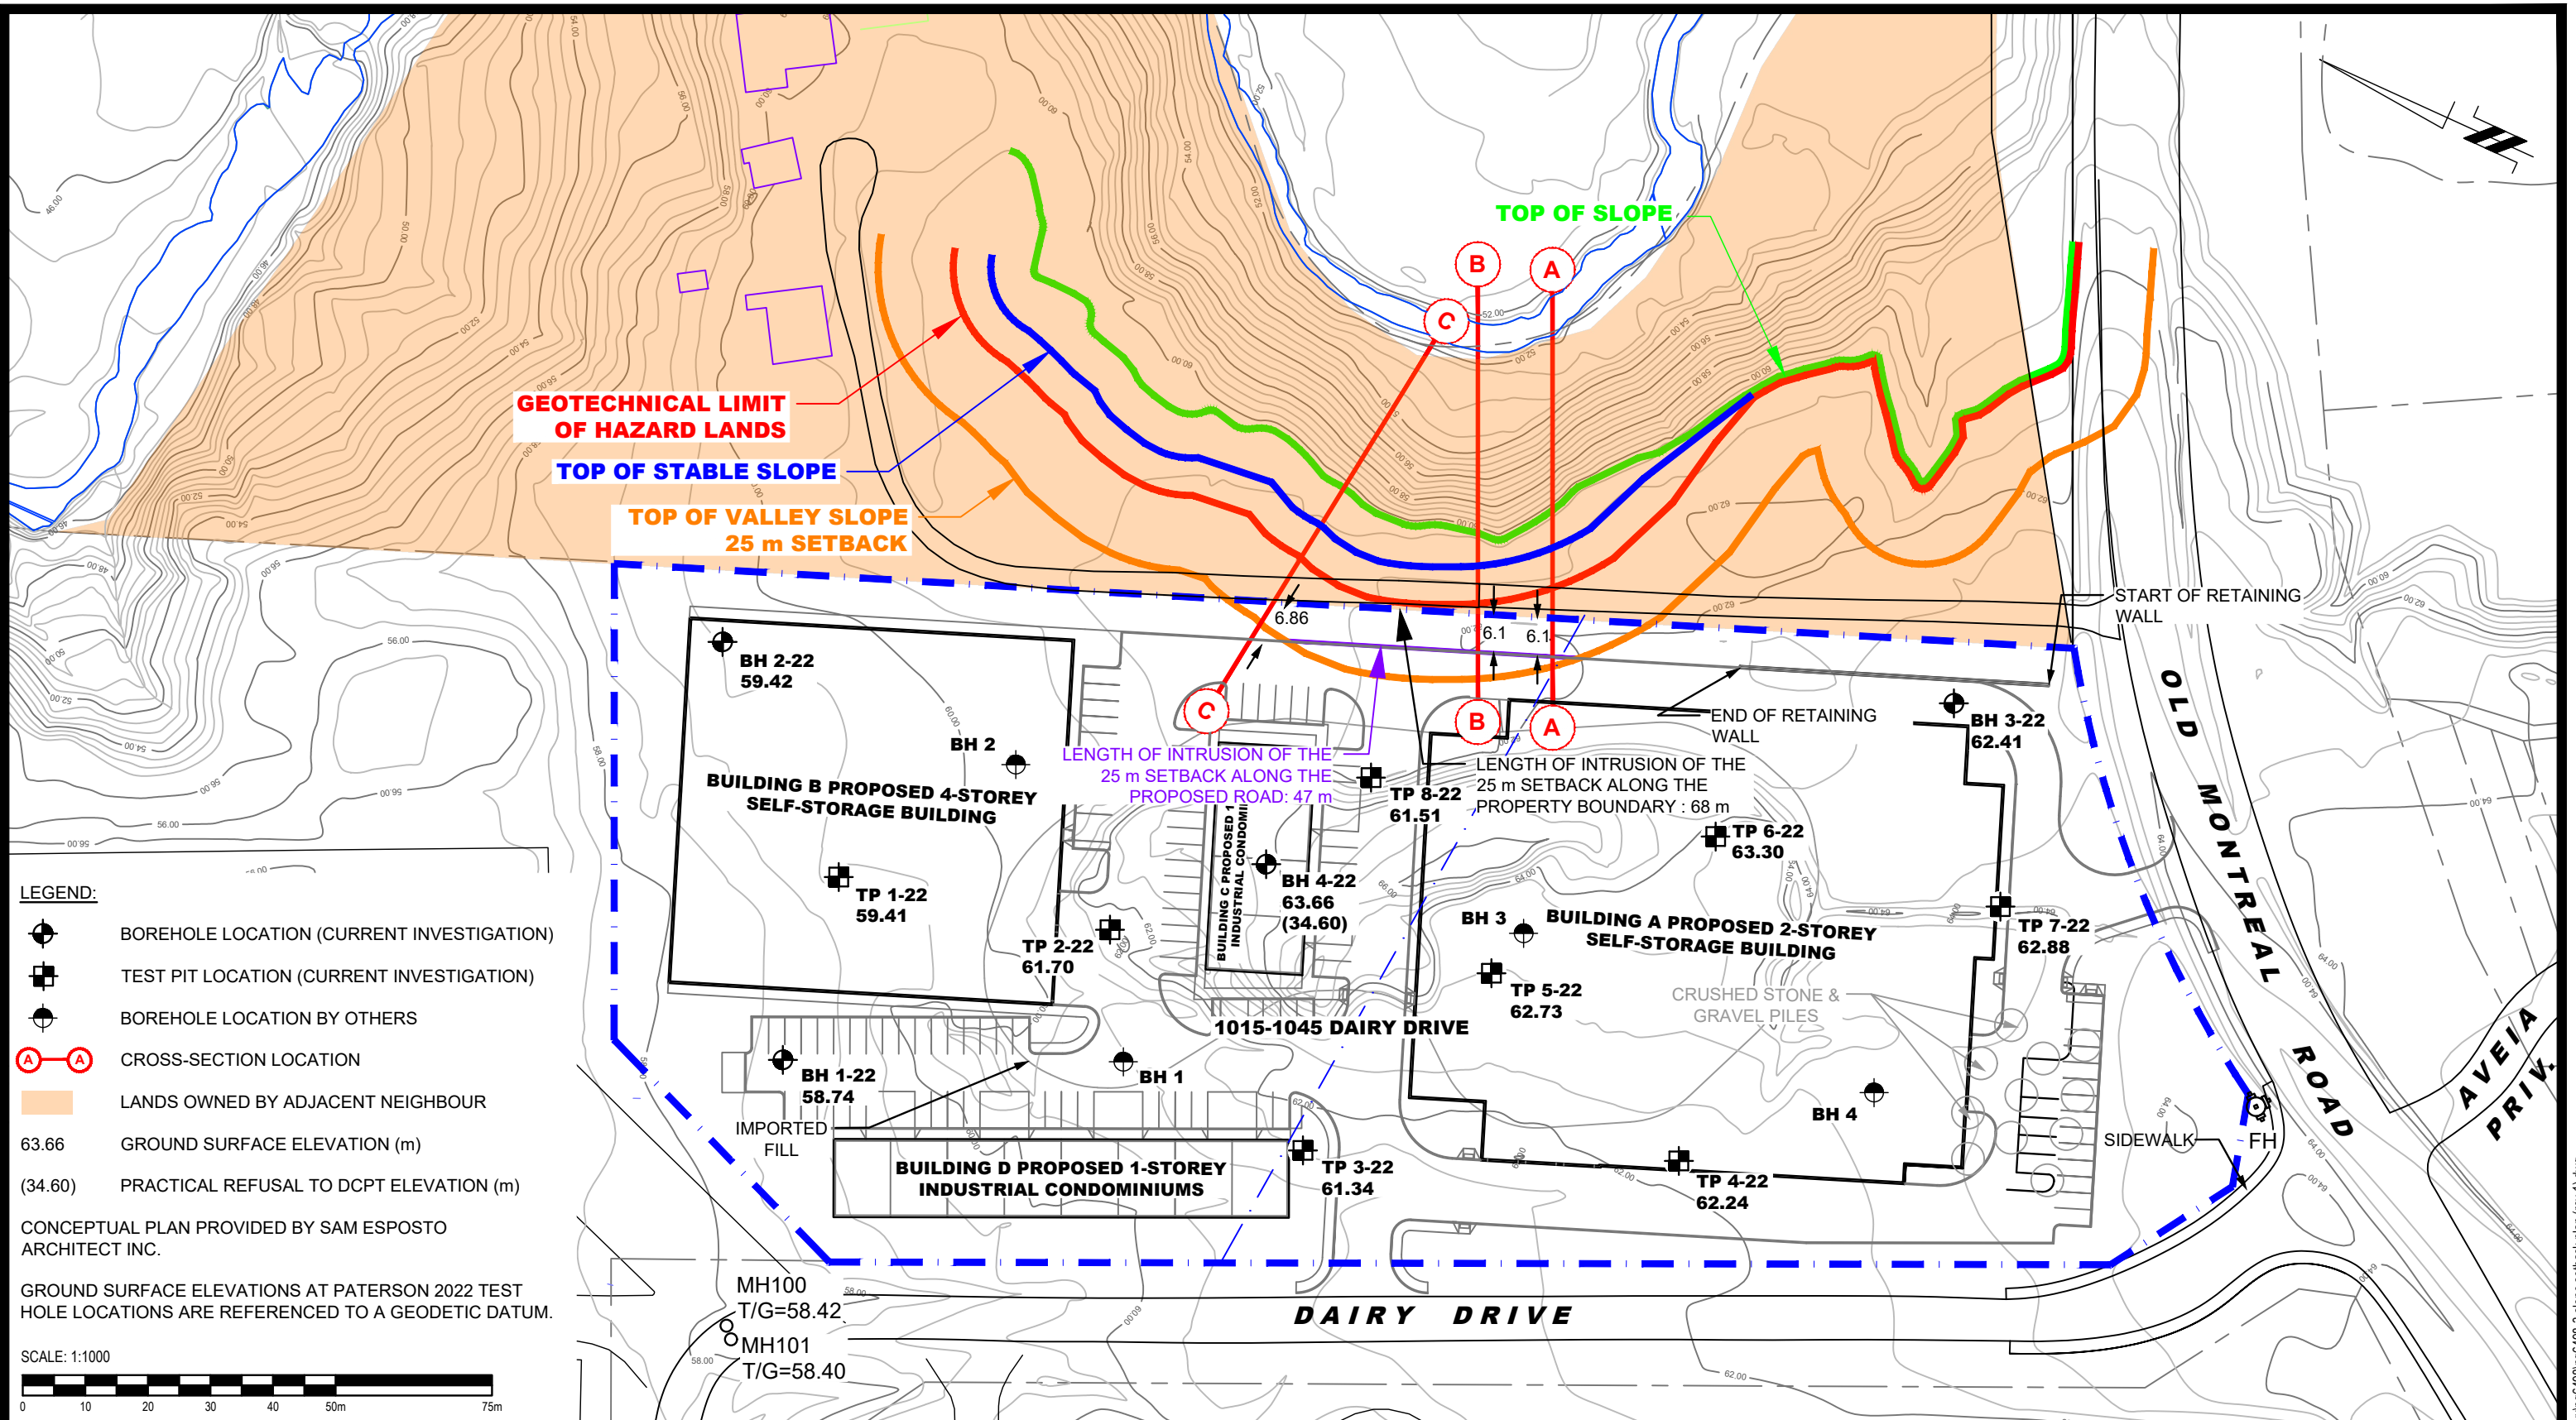 TOP OF SLOPE
B
A
C
GEOTECHNICAL LIMIT
OF HAZARD LANDS
TOP OF STABLE SLOPE
TOP OF VALLEY SLOPE
25 m SETBACK
START OF RETAINING
WALL
6.86
6.1
6.1
BH 2-22
59.42
C
B
A
END OF RETAINING
WALL
BH 3-22
62.41
BH 2
LENGTH OF INTRUSION OF THE
25 m SETBACK ALONG THE
PROPOSED ROAD: 47 m
LENGTH OF INTRUSION OF THE
25 m SETBACK ALONG THE
PROPERTY BOUNDARY : 68 m
BUILDING B PROPOSED 4-STOREY
SELF-STORAGE BUILDING
TP 8-22
61.51
TP 6-22
63.30
BUILDING C PROPOSED 1
INDUSTRIAL CONDOMINI
BH 4-22
63.66
(34.60)
TP 1-22
59.41
TP 2-22
61.70
BH 3
BUILDING A PROPOSED 2-STOREY
SELF-STORAGE BUILDING
TP 7-22
62.88
TP 5-22
62.73
CRUSHED STONE &
GRAVEL PILES
1015-1045 DAIRY DRIVE
BH 1-22
58.74
BH 1
BH 4
IMPORTED
FILL
BUILDING D PROPOSED 1-STOREY
INDUSTRIAL CONDOMINIUMS
TP 3-22
61.34
TP 4-22
62.24
SIDEWALK
FH
OLD MONTREAL ROAD
AVEIA
PRIV.
DAIRY DRIVE
MH100
T/G=58.42
MH101
T/G=58.40
LEGEND:
BOREHOLE LOCATION (CURRENT INVESTIGATION)
TEST PIT LOCATION (CURRENT INVESTIGATION)
BOREHOLE LOCATION BY OTHERS
A A CROSS-SECTION LOCATION
LANDS OWNED BY ADJACENT NEIGHBOUR
63.66 GROUND SURFACE ELEVATION (m)
(34.60) PRACTICAL REFUSAL TO DCPT ELEVATION (m)
CONCEPTUAL PLAN PROVIDED BY SAM ESPOSTO
ARCHITECT INC.
GROUND SURFACE ELEVATIONS AT PATERSON 2022 TEST
HOLE LOCATIONS ARE REFERENCED TO A GEODETIC DATUM.
SCALE: 1:1000
0 10 20 30 40 50m 75m